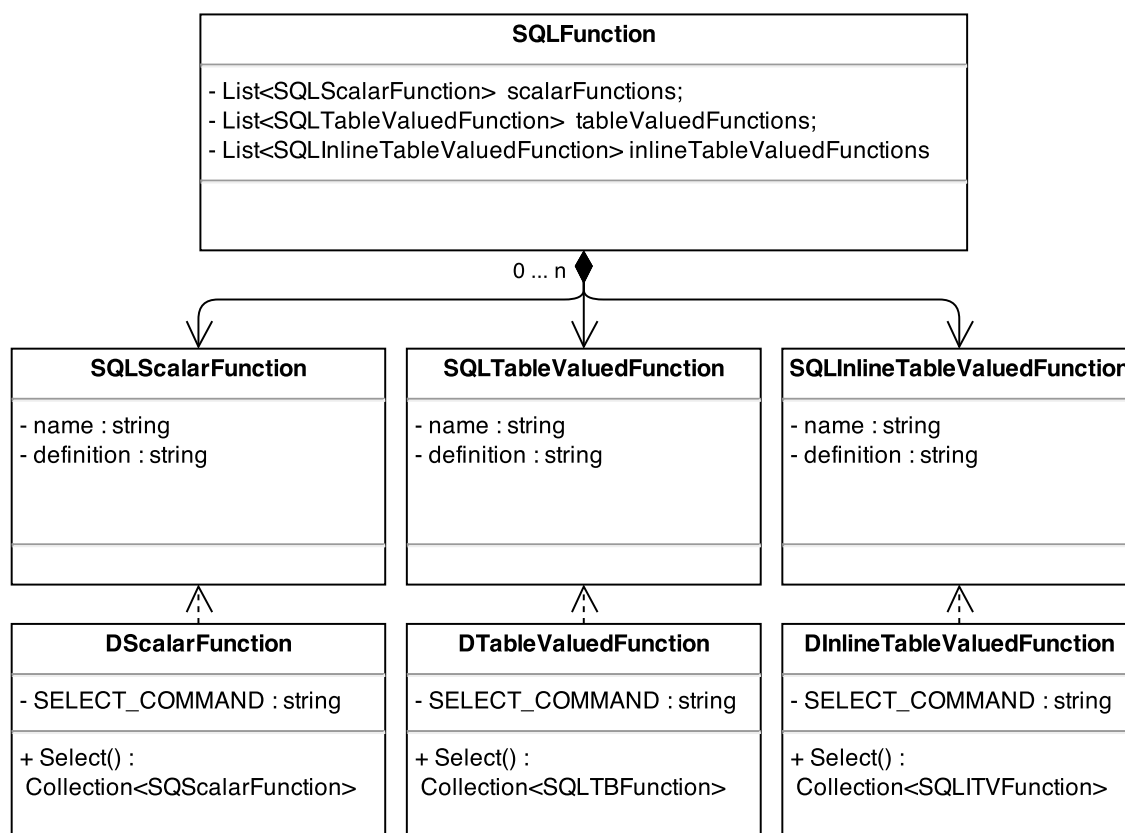 SQLFunction
- List<SQLScalarFunction> scalarFunctions;
- List<SQLTableValuedFunction> tableValuedFunctions;
- List<SQLInlineTableValuedFunction> inlineTableValuedFunctions
0 ... n
SQLScalarFunction
- name : string
- definition : string
SQLTableValuedFunction
- name : string
- definition : string
SQLInlineTableValuedFunction
- name : string
- definition : string
DScalarFunction
- SELECT_COMMAND : string
+ Select() :
Collection<SQScalarFunction>
DTableValuedFunction
- SELECT_COMMAND : string
+ Select() :
Collection<SQLTBFunction>
DInlineTableValuedFunction
- SELECT_COMMAND : string
+ Select() :
Collection<SQLITVFunction>